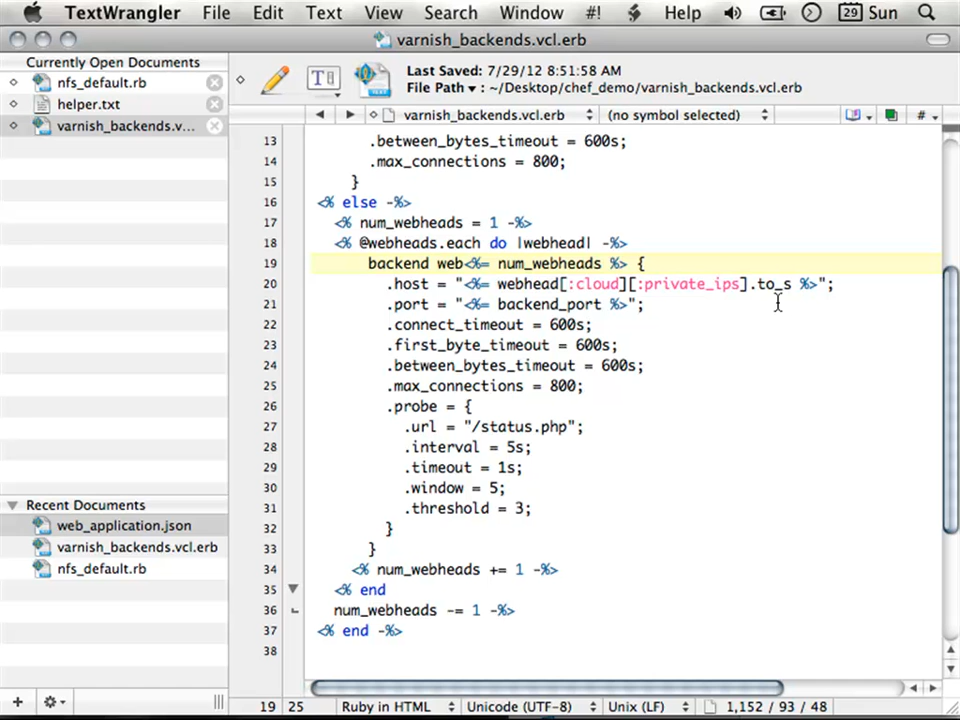 TextWrangler File Edit Text View Search Window #! Help 29 Sun
varnish_backends.vcl.erb
Currently Open Documents
nfs_default.rb
helper.txt
varnish_backends.v...
Last Saved: 7/29/12 8:51:58 AM
File Path ▾ : ~/Desktop/chef_demo/varnish_backends.vcl.erb
varnish_backends.vcl.erb (no symbol selected) #
13 .between_bytes_timeout = 600s;
14 .max_connections = 800;
15 }
16 <% else -%>
17 <% num_webheads = 1 -%>
18 <% @webheads.each do |webhead| -%>
19 backend web<%= num_webheads %> {
20 .host = "<%= webhead[:cloud][:private_ips].to_s %>";
21 .port = "<%= backend_port %>";
22 .connect_timeout = 600s;
23 .first_byte_timeout = 600s;
24 .between_bytes_timeout = 600s;
25 .max_connections = 800;
26 .probe = {
27 .url = "/status.php";
28 .interval = 5s;
29 .timeout = 1s;
30 .window = 5;
31 .threshold = 3;
32 }
33 }
34 <% num_webheads += 1 -%>
35 <% end
36 num_webheads -= 1 -%>
37 <% end -%>
38
Recent Documents
web_application.json
varnish_backends.vcl.erb
nfs_default.rb
19 25 Ruby in HTML Unicode (UTF-8) Unix (LF) 1,152 / 93 / 48